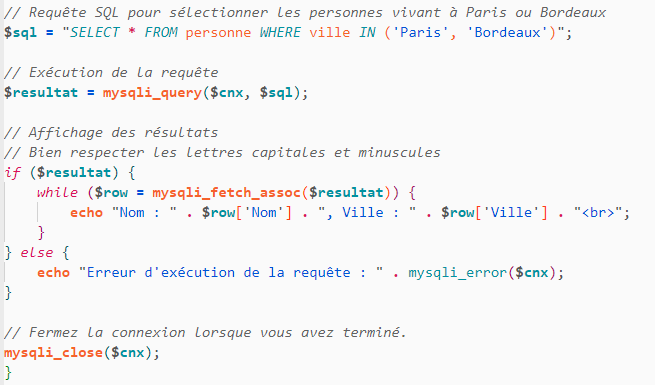 // Requête SQL pour sélectionner les personnes vivant à Paris ou Bordeaux
$sql = "SELECT * FROM personne WHERE ville IN ('Paris', 'Bordeaux')";

// Exécution de la requête
$resultat = mysqli_query($cnx, $sql);

// Affichage des résultats
// Bien respecter les lettres capitales et minuscules
if ($resultat) {
    while ($row = mysqli_fetch_assoc($resultat)) {
        echo "Nom : " . $row['Nom'] . ", Ville : " . $row['Ville'] . "<br>";
    }
} else {
    echo "Erreur d'exécution de la requête : " . mysqli_error($cnx);
}

// Fermez la connexion lorsque vous avez terminé.
mysqli_close($cnx);
}